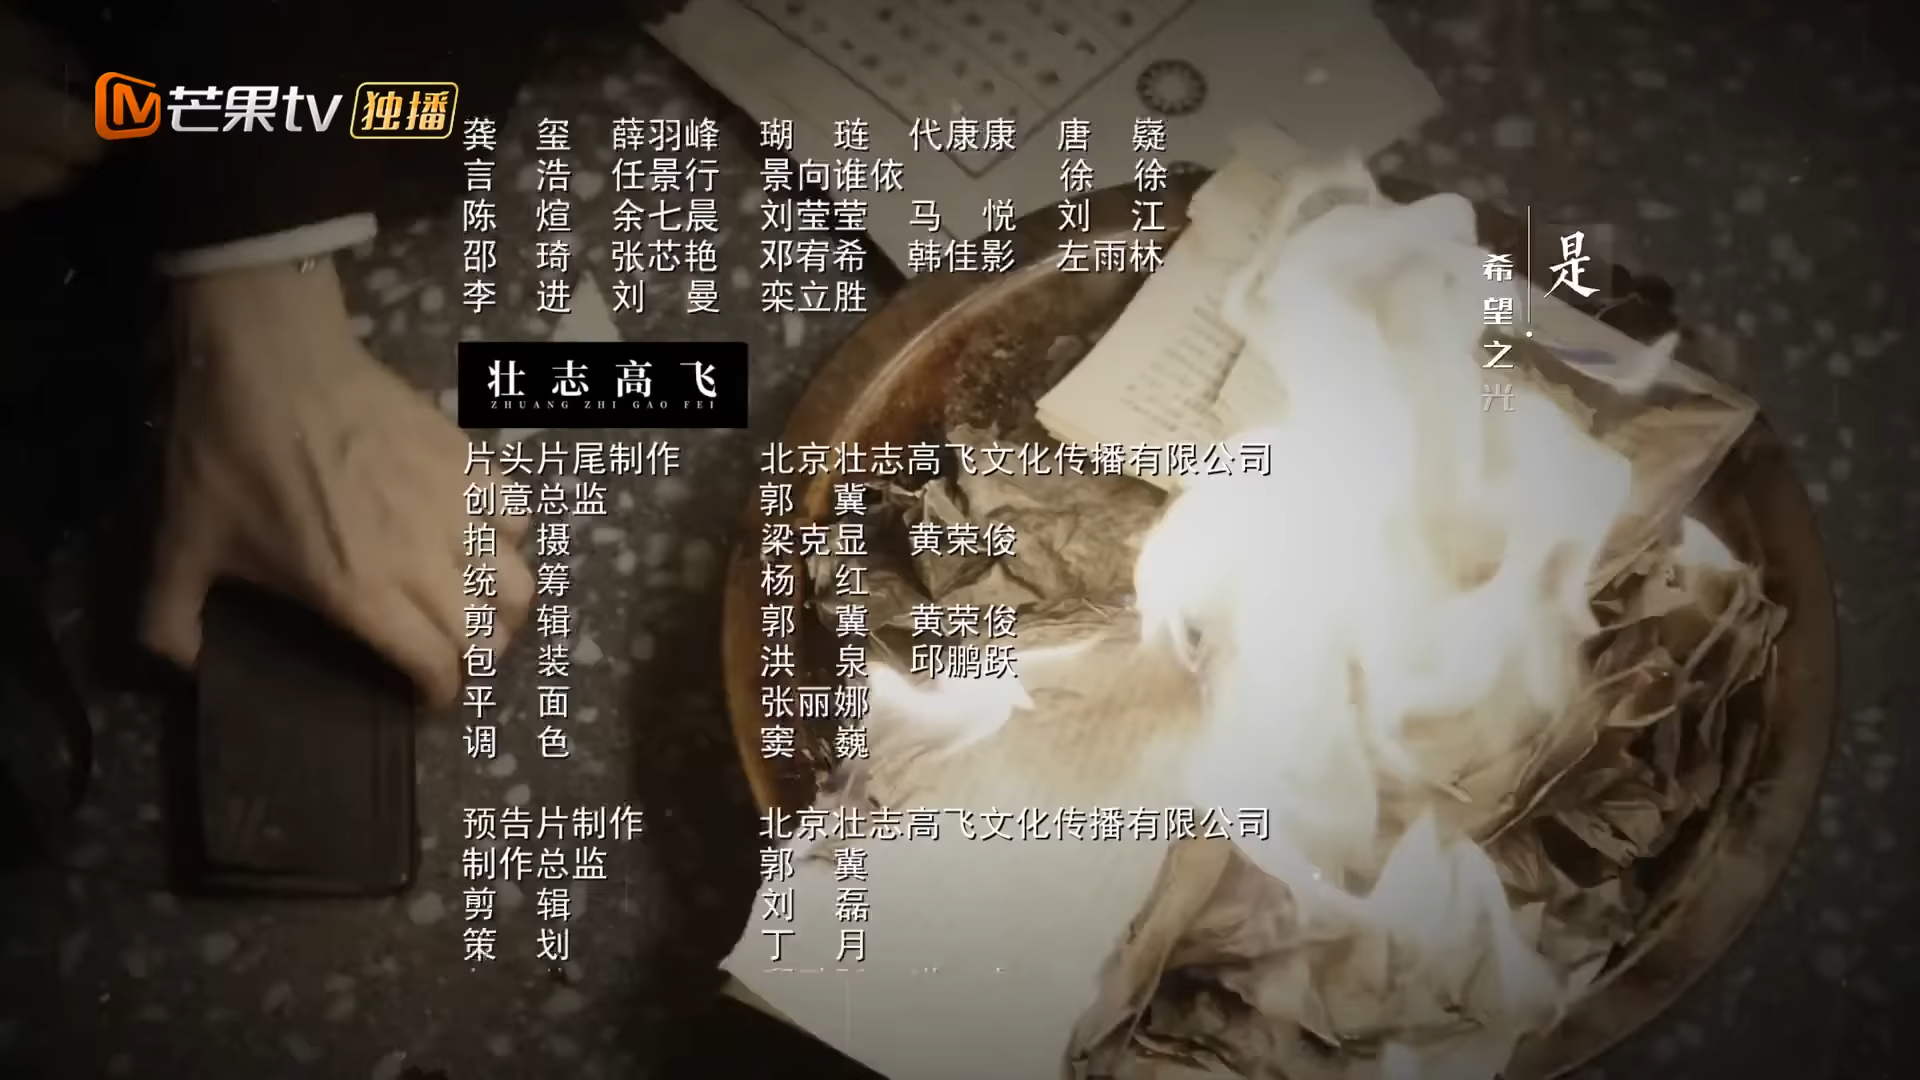 芒果tv 独播
龚玺 薛羽峰 瑚琏 代康康 唐嶷
言浩 任景行 景向谁依 徐徐
陈煊 余七晨 刘莹莹 马悦 刘江
邵琦 张芯艳 邓宥希 韩佳影 左雨林
李进 刘曼 栾立胜
是
希望之光
壮志高飞
ZHUANG ZHI GAO FEI
片头片尾制作 北京壮志高飞文化传播有限公司
创意总监 郭冀
拍摄 梁克显 黄荣俊
统筹 杨红
剪辑 郭冀 黄荣俊
包装 洪泉 邱鹏跃
平面 张丽娜
调色 窦巍
预告片制作 北京壮志高飞文化传播有限公司
制作总监 郭冀
剪辑 刘磊
策划 丁月